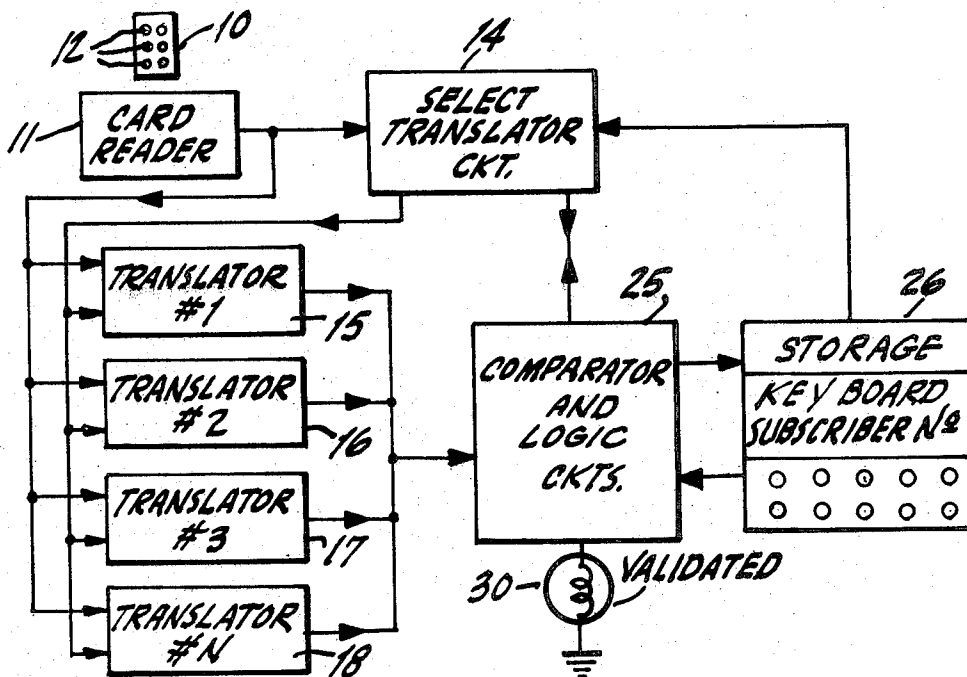 12
10
14
11
CARD
READER
SELECT
TRANSLATOR
CKT.
TRANSLATOR
#1
15
TRANSLATOR
#2
16
TRANSLATOR
#3
17
TRANSLATOR
#N
18
25
COMPARATOR
AND
LOGIC
CKTS.
26
STORAGE
KEY BOARD
SUBSCRIBER Nº
30
VALIDATED